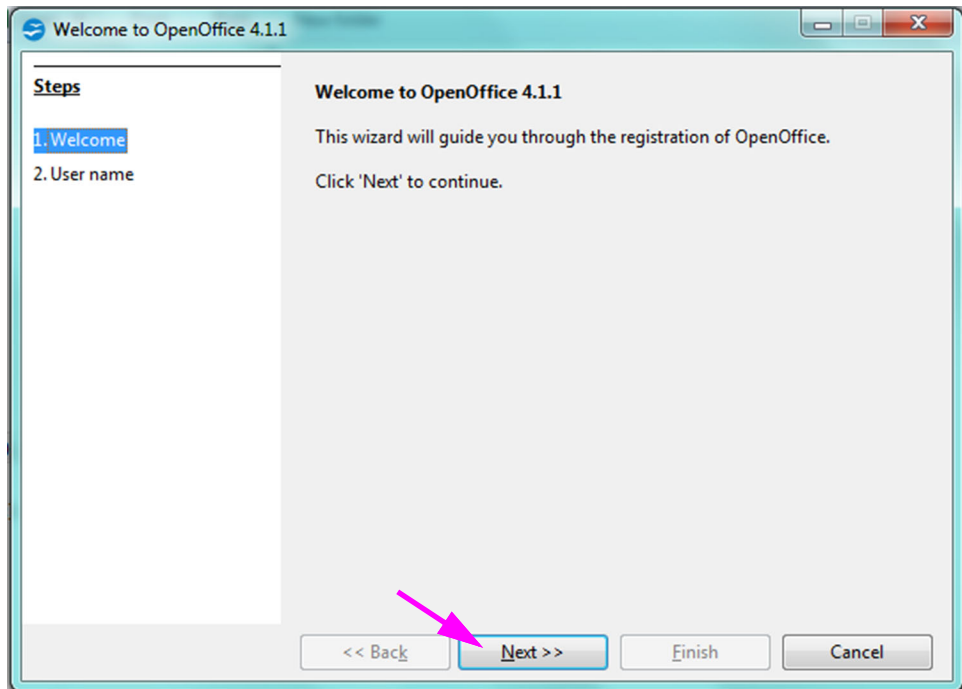 Welcome to OpenOffice 4.1.1
Steps
1. Welcome
2. User name
Welcome to OpenOffice 4.1.1
This wizard will guide you through the registration of OpenOffice.
Click 'Next' to continue.
<< Back Next >> Finish Cancel